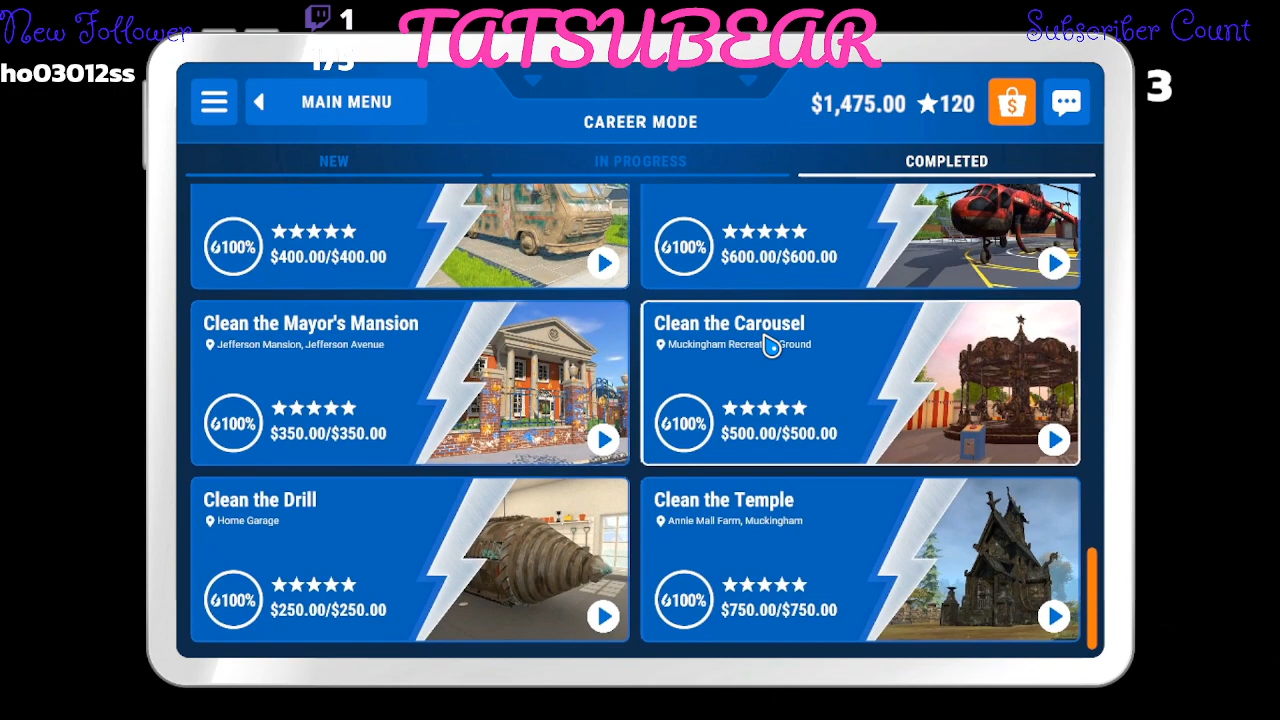 New Follower
1
TATSUBEAR
Subscriber Count
ho03012ss
3
MAIN MENU
$1,475.00 ★120
CAREER MODE
NEW
IN PROGRESS
COMPLETED
100%
★★★★★
$400.00/$400.00
100%
★★★★★
$600.00/$600.00
Clean the Mayor's Mansion
Jefferson Mansion, Jefferson Avenue
100%
★★★★★
$350.00/$350.00
Clean the Carousel
Muckingham Recreat Ground
100%
★★★★★
$500.00/$500.00
Clean the Drill
Home Garage
100%
★★★★★
$250.00/$250.00
Clean the Temple
Annie Mall Farm, Muckingham
100%
★★★★★
$750.00/$750.00